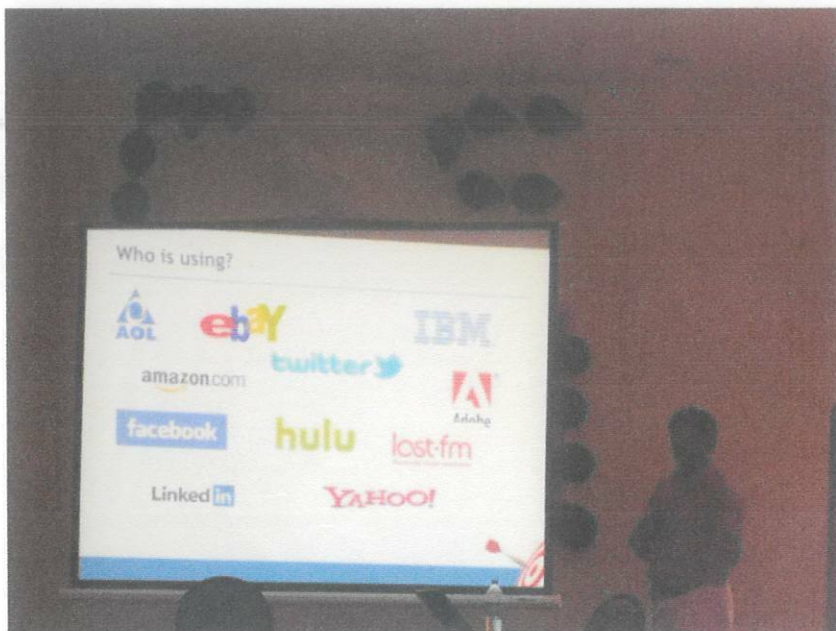 Who is using?
AOL
ebaY
IBM
twitter
amazon.com
Adobe
facebook
hulu
last·fm
Linked in
YAHOO!